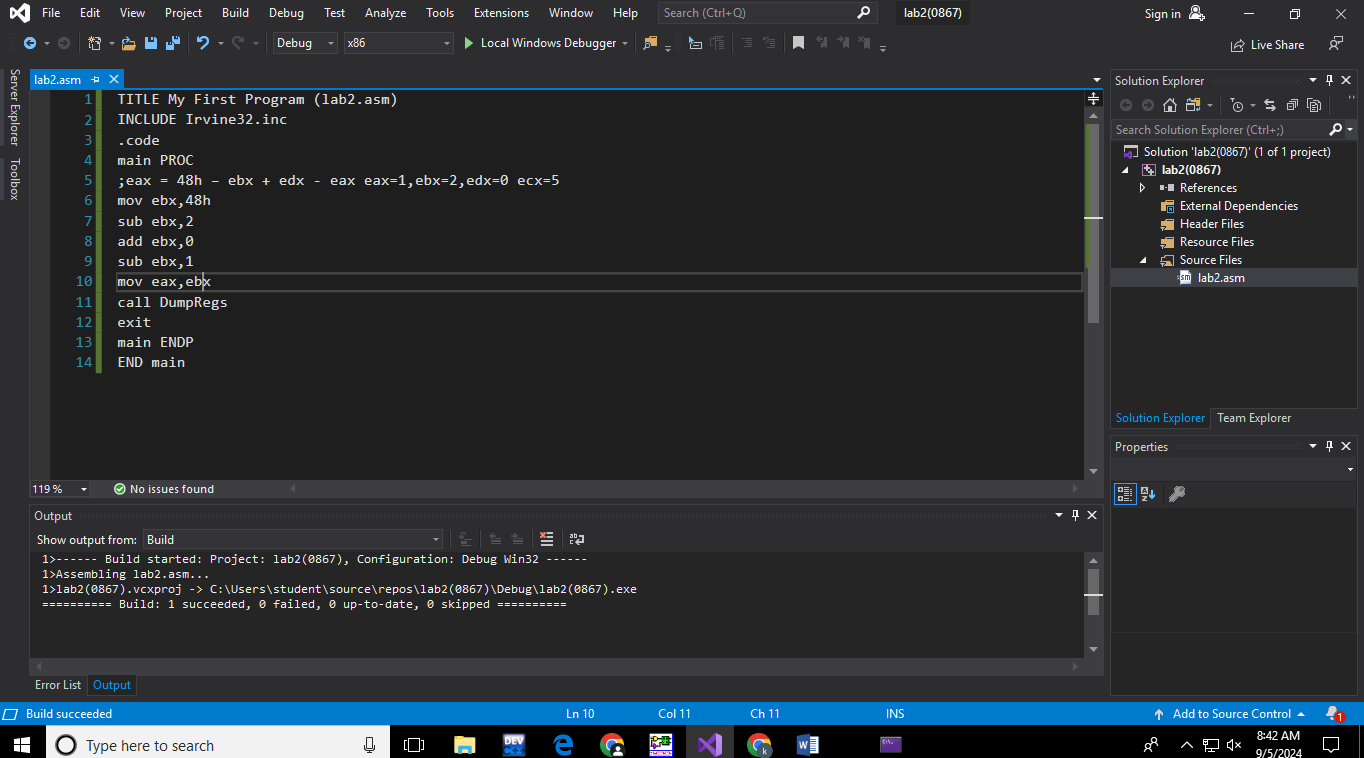 File Edit View Project Build Debug Test Analyze Tools Extensions Window Help Search (Ctrl+Q) lab2(0867) Sign in
Debug x86 Local Windows Debugger Live Share
Server Explorer
Toolbox
lab2.asm
1 TITLE My First Program (lab2.asm)
2 INCLUDE Irvine32.inc
3 .code
4 main PROC
5 ;eax = 48h – ebx + edx - eax eax=1,ebx=2,edx=0 ecx=5
6 mov ebx,48h
7 sub ebx,2
8 add ebx,0
9 sub ebx,1
10 mov eax,ebx
11 call DumpRegs
12 exit
13 main ENDP
14 END main
119 % No issues found
Output
Show output from: Build
1>------ Build started: Project: lab2(0867), Configuration: Debug Win32 ------
1>Assembling lab2.asm...
1>lab2(0867).vcxproj -> C:\Users\student\source\repos\lab2(0867)\Debug\lab2(0867).exe
========== Build: 1 succeeded, 0 failed, 0 up-to-date, 0 skipped ==========
Error List Output
Solution Explorer
Search Solution Explorer (Ctrl+;)
Solution 'lab2(0867)' (1 of 1 project)
lab2(0867)
References
External Dependencies
Header Files
Resource Files
Source Files
lab2.asm
Solution Explorer Team Explorer
Properties
Build succeeded Ln 10 Col 11 Ch 11 INS Add to Source Control 1
Type here to search
DEV
8:42 AM
9/5/2024